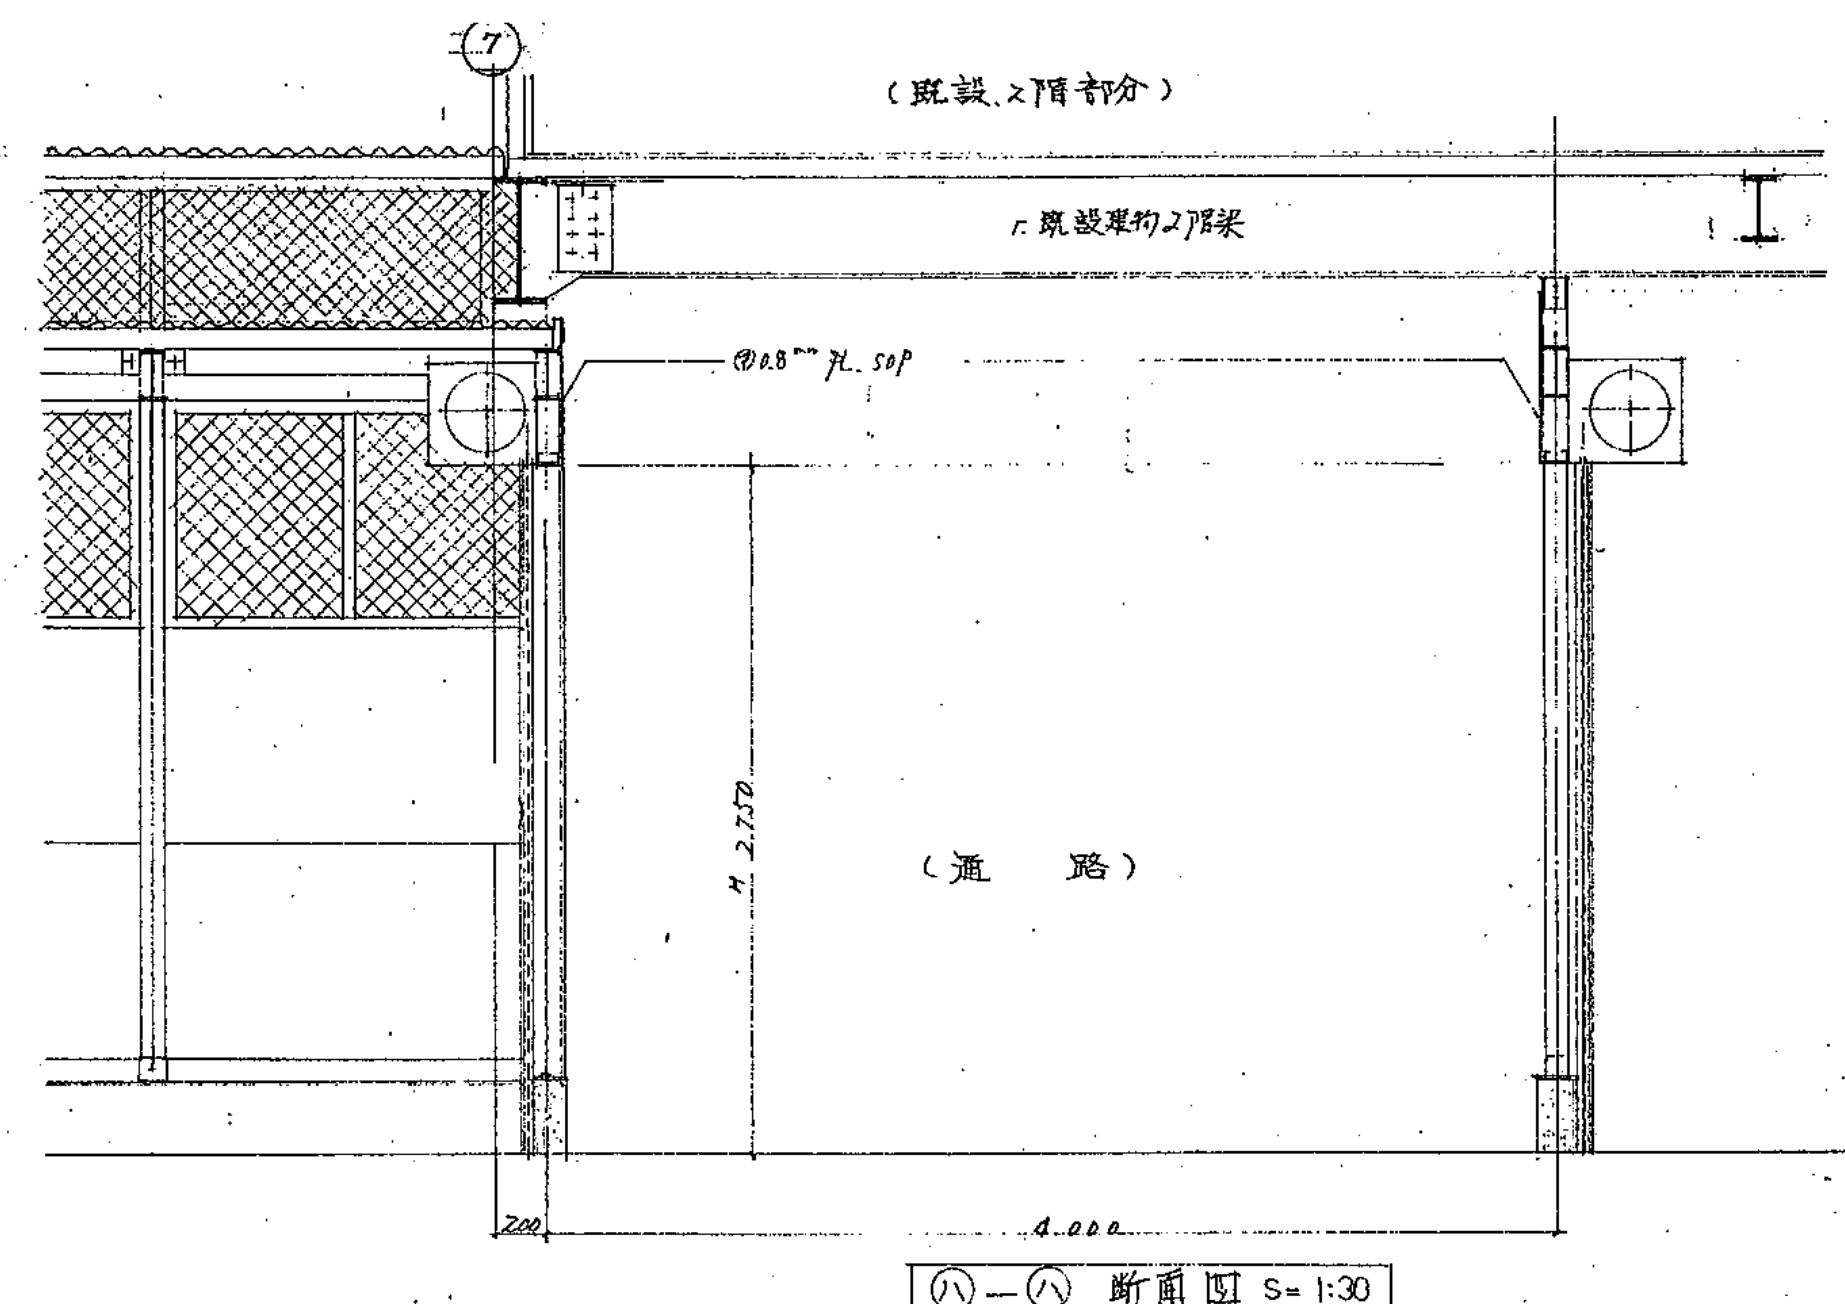 7
(既設、2階部分)
既設建物2階梁
0.8mm PL. SOP
H 2,750
(通 路)
200
4,000
ハ-ハ 断面図 S= 1:30